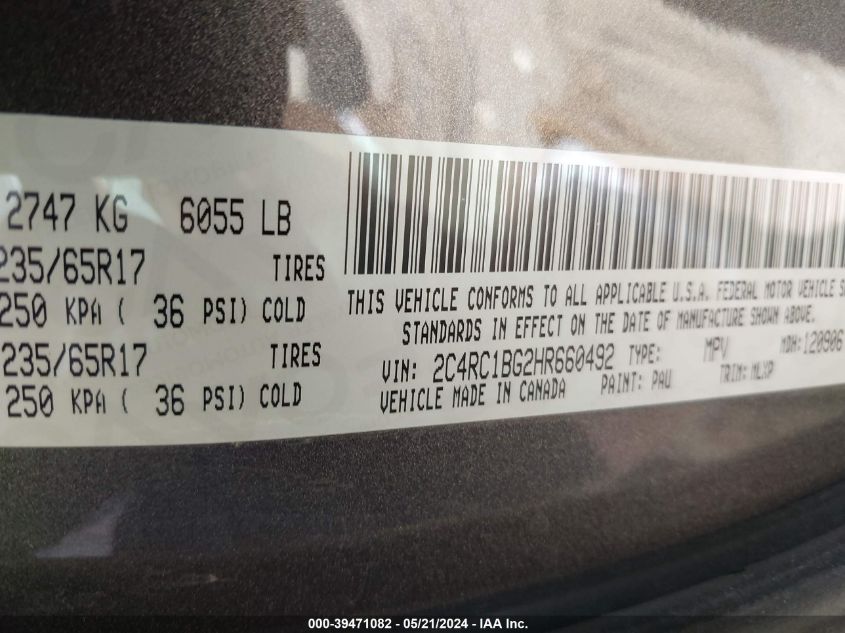 2747 KG 6055 LB
235/65R17 TIRES
250 KPA ( 36 PSI) COLD
235/65R17 TIRES
250 KPA ( 36 PSI) COLD
THIS VEHICLE CONFORMS TO ALL APPLICABLE U.S.A. FEDERAL MOTOR VEHICLE S
STANDARDS IN EFFECT ON THE DATE OF MANUFACTURE SHOWN ABOVE.
VIN: 2C4RC1BG2HR660492 TYPE: MPV MDH:120906
VEHICLE MADE IN CANADA PAINT: PAU TRIM: MLXP
000-39471082 / 05/21/2024 - IAA Inc.